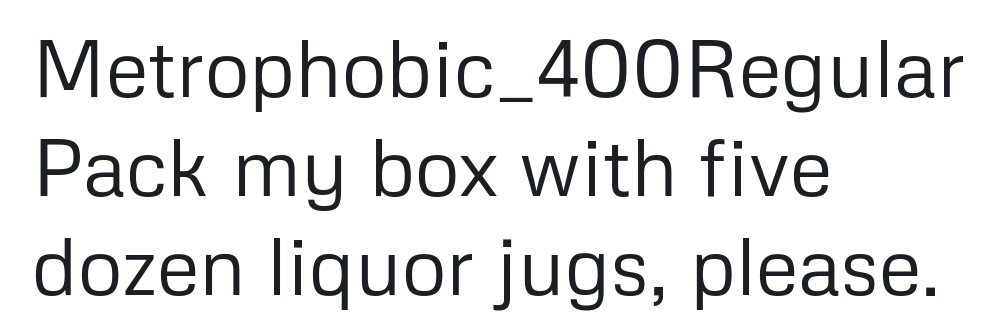 Metrophobic_400Regular
Pack my box with five
dozen liquor jugs, please.